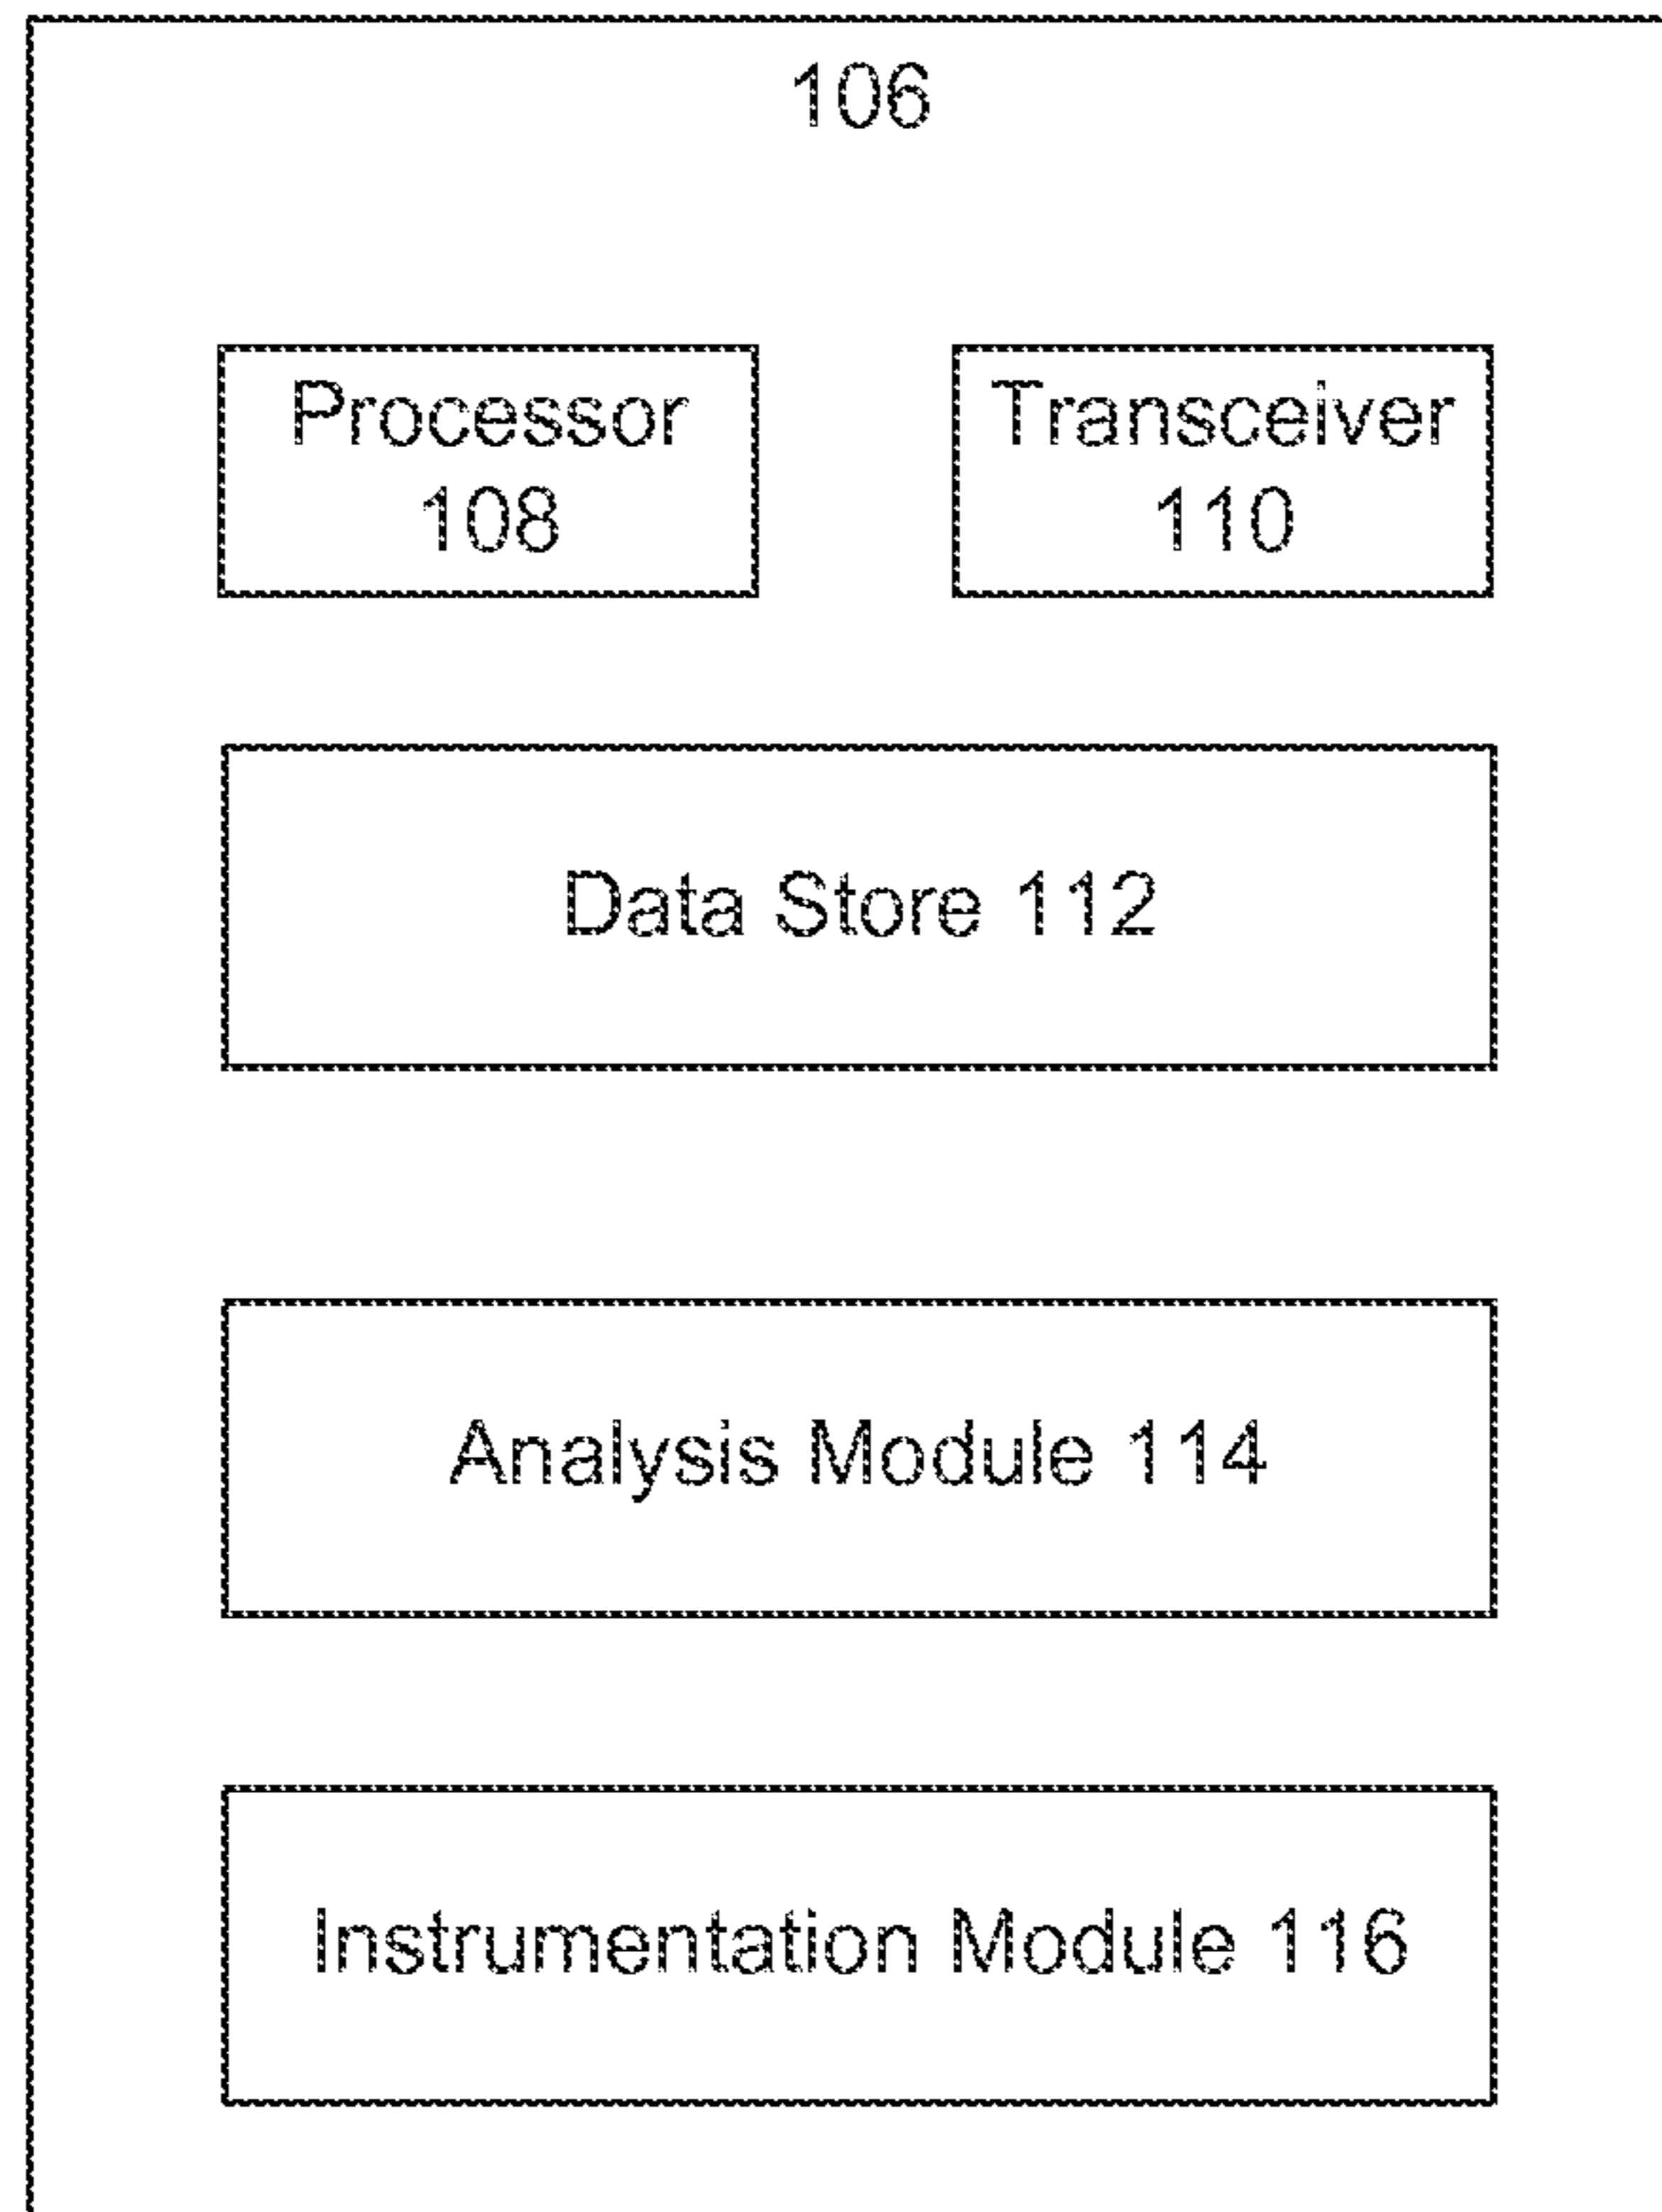 106
Processor
108
Transceiver
110
Data Store 112
Analysis Module 114
Instrumentation Module 116